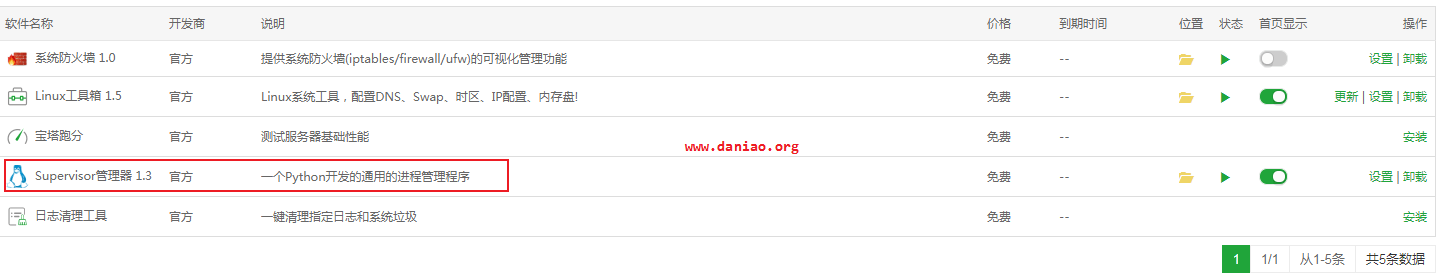 软件名称 开发商 说明 价格 到期时间 位置 状态 首页显示 操作
系统防火墙 1.0 官方 提供系统防火墙(iptables/firewall/ufw)的可视化管理功能 免费 -- 设置 | 卸载
Linux工具箱 1.5 官方 Linux系统工具，配置DNS、Swap、时区、IP配置、内存盘! 免费 -- 更新 | 设置 | 卸载
宝塔跑分 官方 测试服务器基础性能 免费 -- 安装
www.daniao.org
Supervisor管理器 1.3 官方 一个Python开发的通用的进程管理程序 免费 -- 设置 | 卸载
日志清理工具 官方 一键清理指定日志和系统垃圾 免费 -- 安装
1 1/1 从1-5条 共5条数据